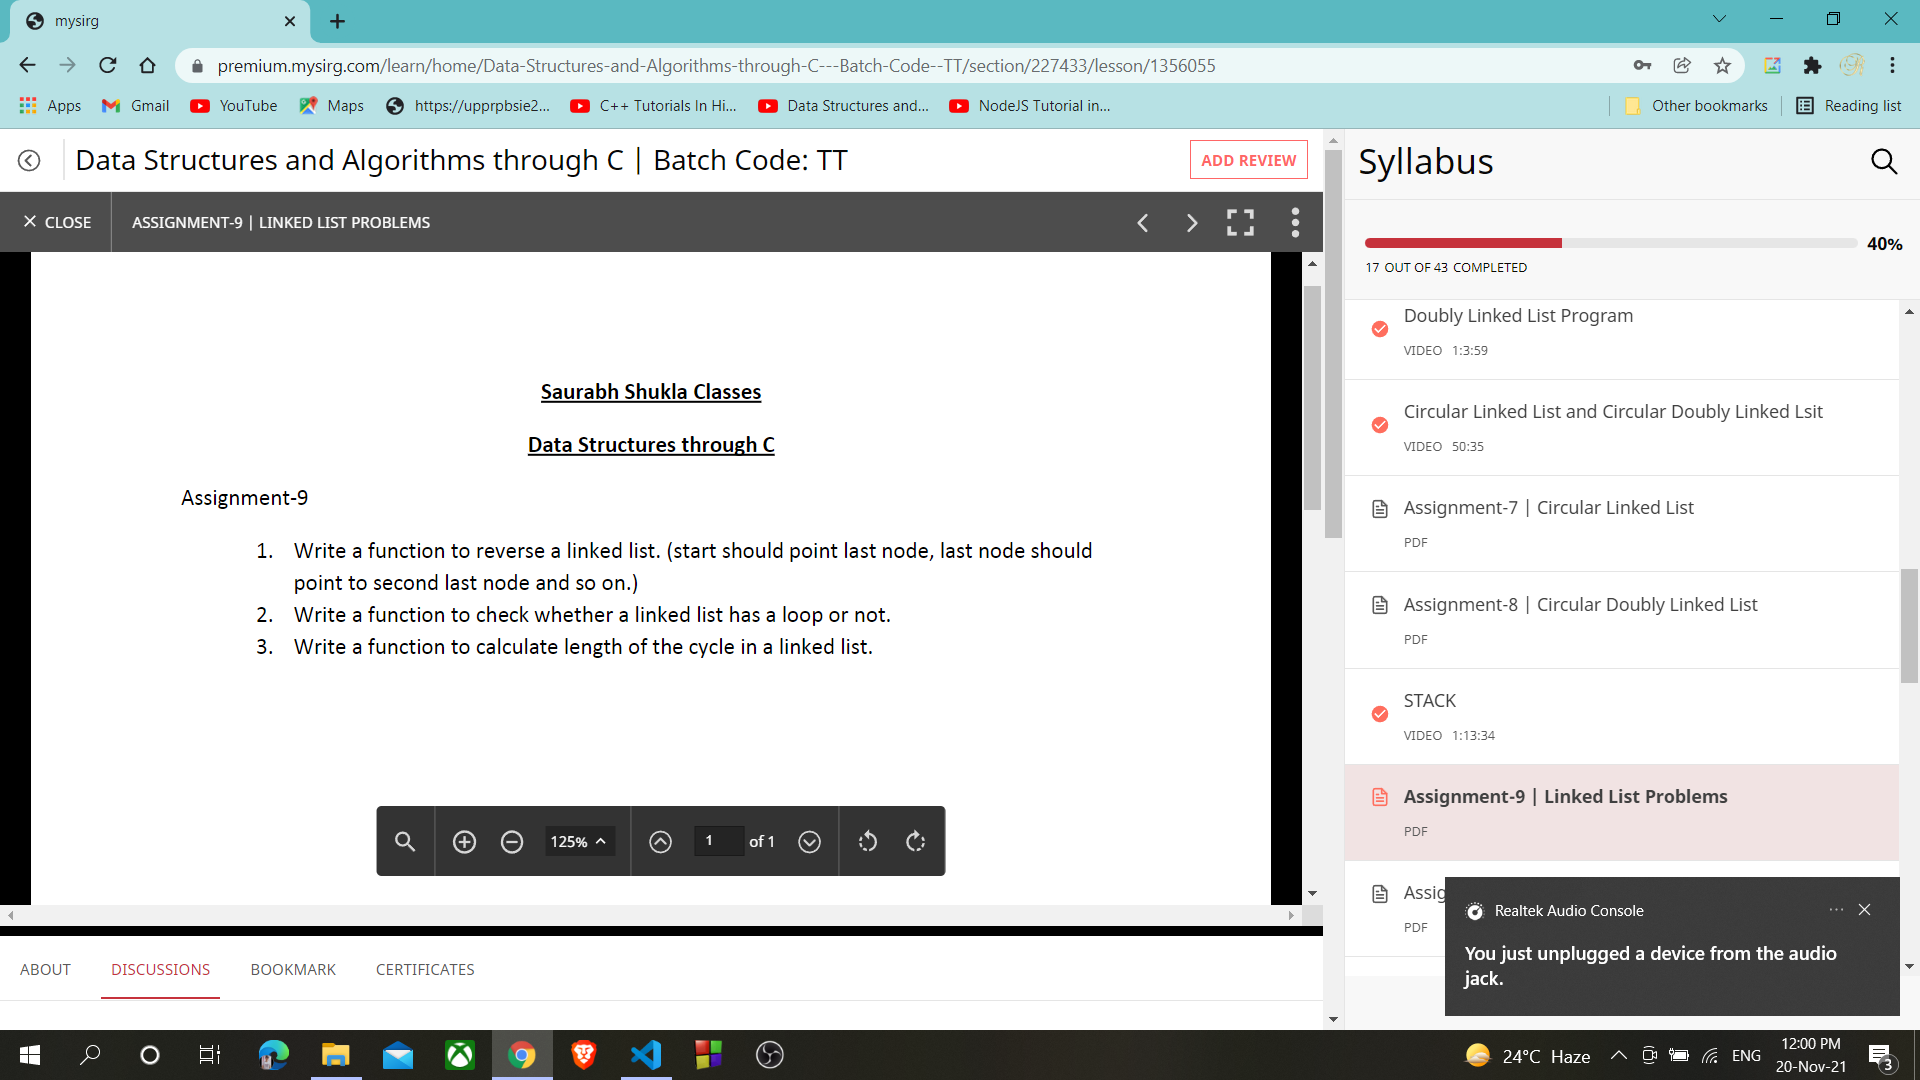 mysirg
premium.mysirg.com/learn/home/Data-Structures-and-Algorithms-through-C---Batch-Code--TT/section/227433/lesson/1356055
Apps
Gmail
YouTube
Maps
https://upprpbsie2...
C++ Tutorials In Hi...
Data Structures and...
NodeJS Tutorial in...
Other bookmarks
Reading list
Data Structures and Algorithms through C | Batch Code: TT
ADD REVIEW
CLOSE
ASSIGNMENT-9 | LINKED LIST PROBLEMS
Saurabh Shukla Classes
Data Structures through C
Assignment-9
1. Write a function to reverse a linked list. (start should point last node, last node should
point to second last node and so on.)
2. Write a function to check whether a linked list has a loop or not.
3. Write a function to calculate length of the cycle in a linked list.
125%
1
of 1
ABOUT
DISCUSSIONS
BOOKMARK
CERTIFICATES
Syllabus
40%
17 OUT OF 43 COMPLETED
Doubly Linked List Program
VIDEO 1:3:59
Circular Linked List and Circular Doubly Linked Lsit
VIDEO 50:35
Assignment-7 | Circular Linked List
PDF
Assignment-8 | Circular Doubly Linked List
PDF
STACK
VIDEO 1:13:34
Assignment-9 | Linked List Problems
PDF
Assig
PDF
Realtek Audio Console
You just unplugged a device from the audio
jack.
24°C Haze
ENG
12:00 PM
20-Nov-21
3